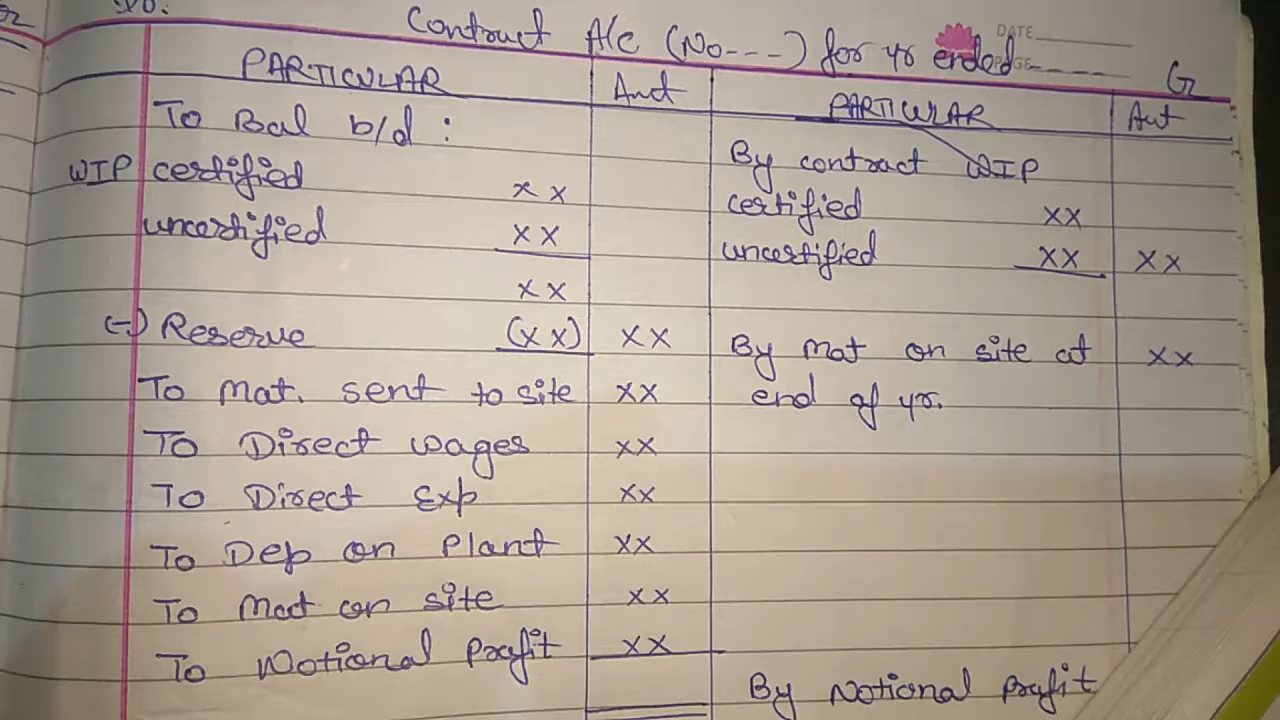 Contract A/c (No---) for yr ended-----
DATE
PAGE
Cr
PARTICULAR
Amt
PARTICULAR
Amt
To Bal b/d :
WIP certified xx
uncertified xx
xx
(-) Reserve (xx) xx
To Mat. sent to site xx
To Direct wages xx
To Direct Exp xx
To Dep on Plant xx
To Mat on site xx
To Notional Profit xx
By contract WIP
certified xx
uncertified xx xx
By Mat on site at xx
end of yr.
By Notional profit